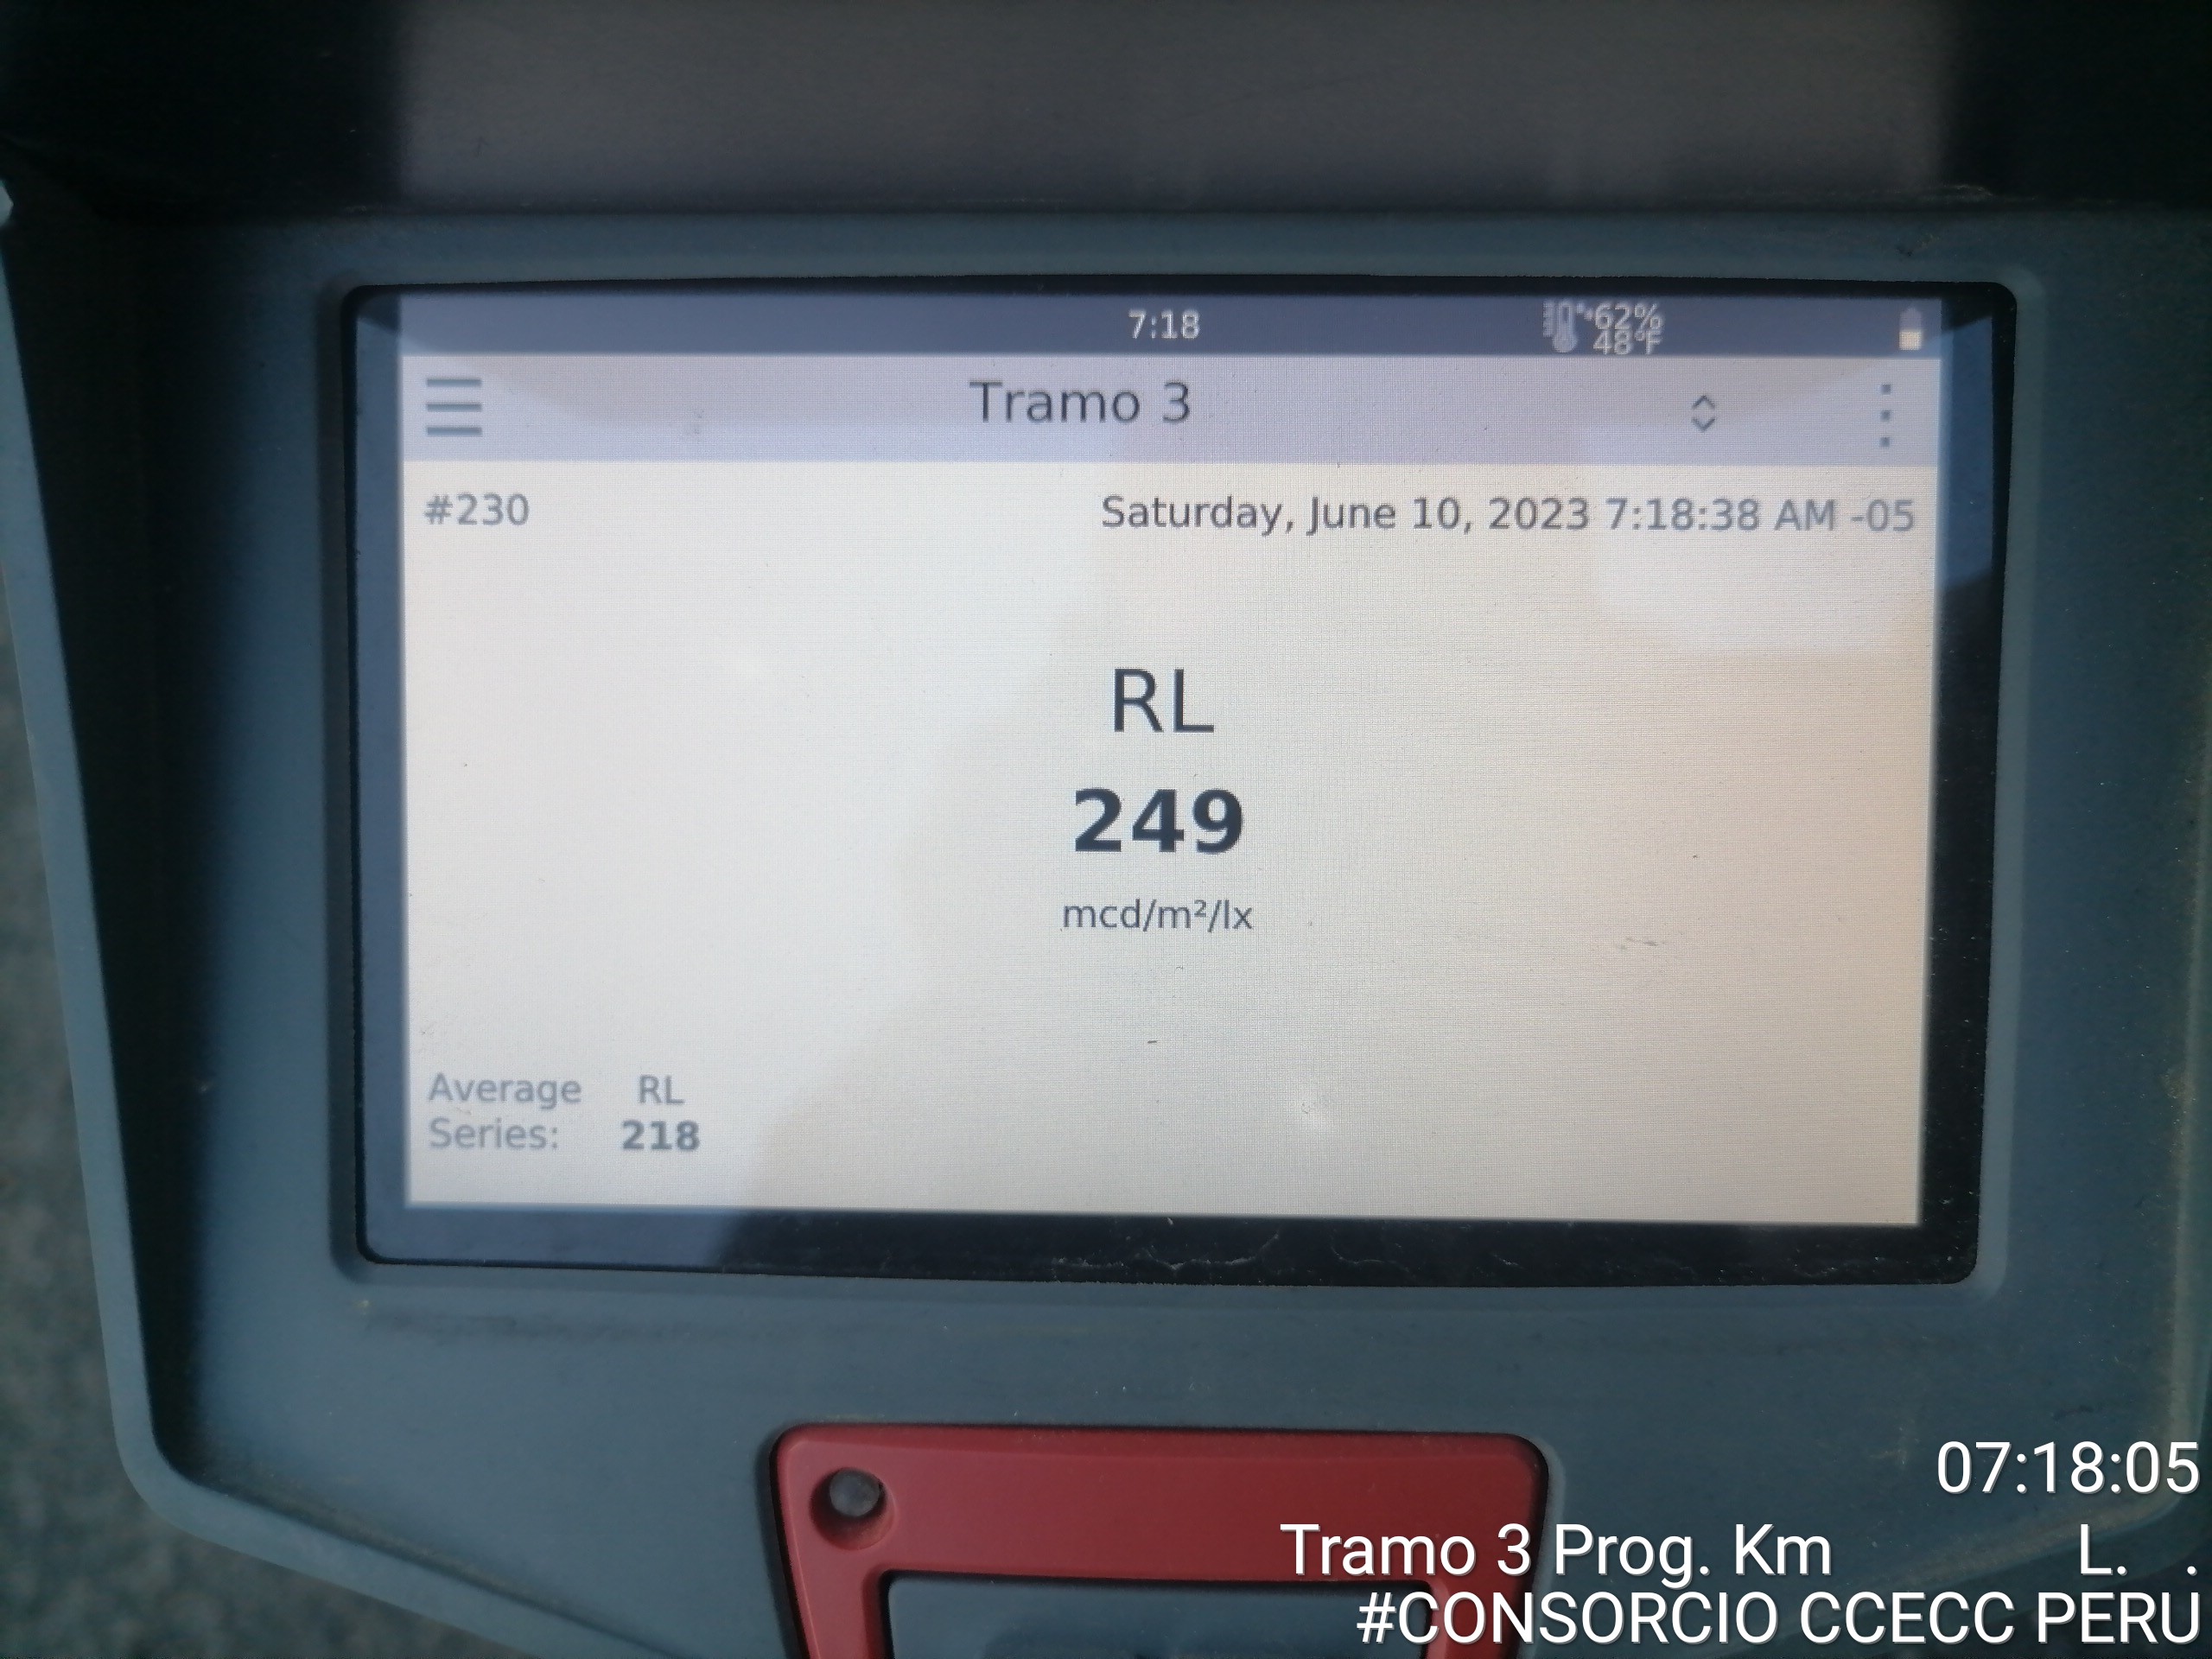 7:18
62%
48°F
Tramo 3
#230
Saturday, June 10, 2023 7:18:38 AM -05
RL
249
mcd/m²/lx
Average RL
Series: 218
07:18:05
Tramo 3 Prog. Km L. .
#CONSORCIO CCECC PERU